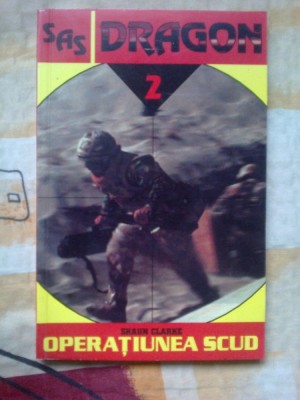 SAS DRAGON
2
SHAUN CLARKE
OPERAȚIUNEA SCUD